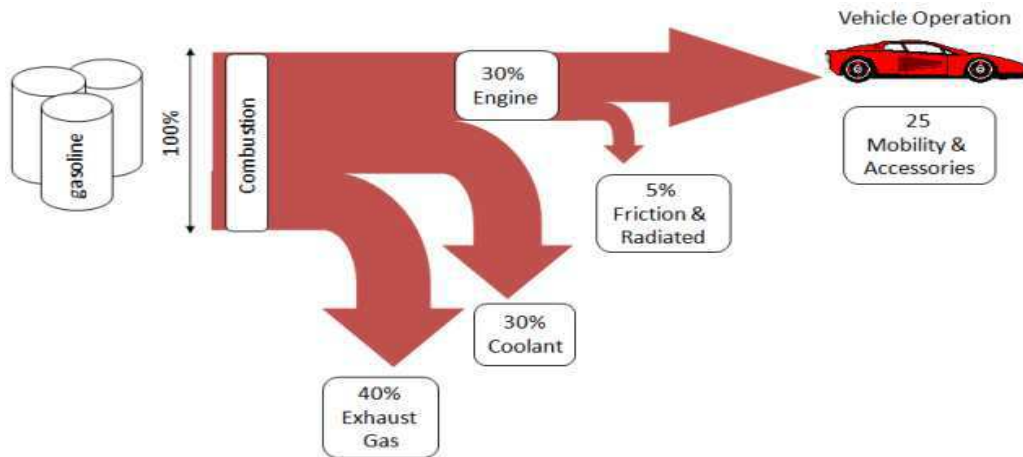 Vehicle Operation
gasoline
100%
Combustion
30%
Engine
25
Mobility &
Accessories
5%
Friction &
Radiated
30%
Coolant
40%
Exhaust
Gas